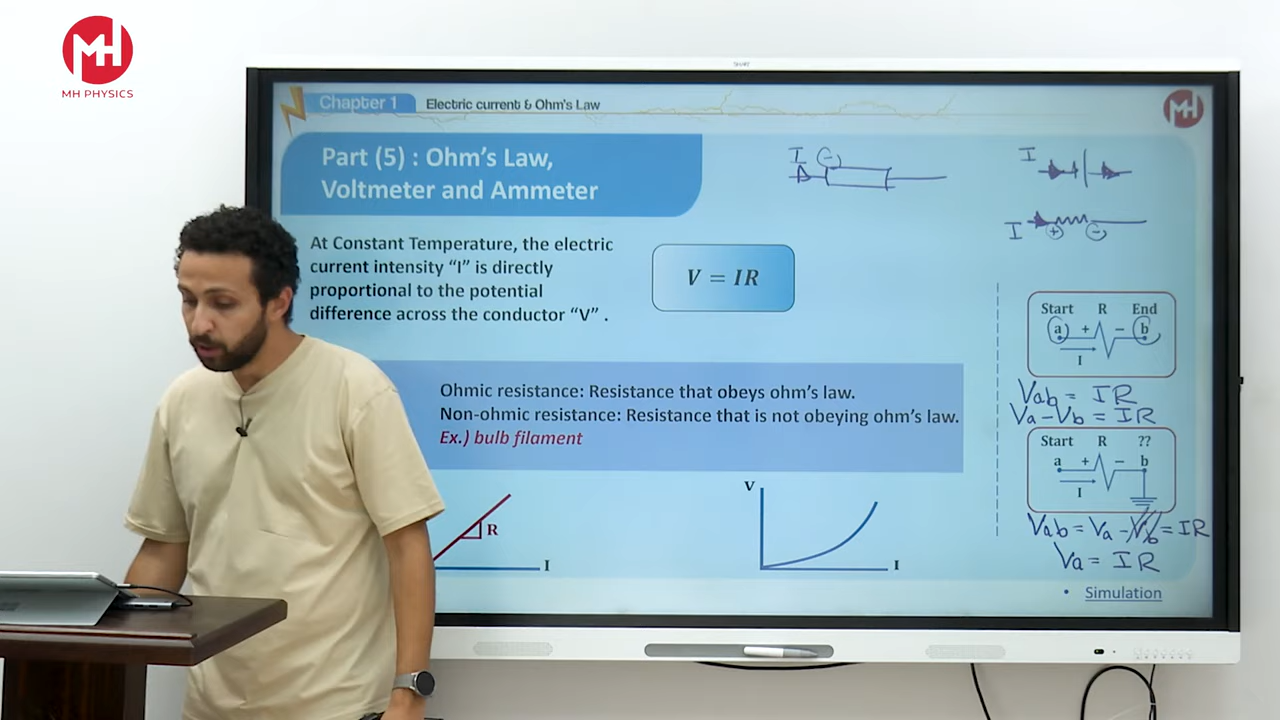 MH
MH PHYSICS
SMART
Chapter 1 Electric current & Ohm's Law
MH
Part (5) : Ohm's Law,
Voltmeter and Ammeter
At Constant Temperature, the electric
current intensity "I" is directly
proportional to the potential
difference across the conductor "V" .
V = IR
I (-)
I
I (+) (-)
Ohmic resistance: Resistance that obeys ohm's law.
Non-ohmic resistance: Resistance that is not obeying ohm's law.
Ex.) bulb filament
R
I
V
I
Start R End
a + - b
I
Vab = IR
Va-Vb = IR
Start R ??
a + - b
I
Vab = Va - Vb = IR
Va = IR
• Simulation